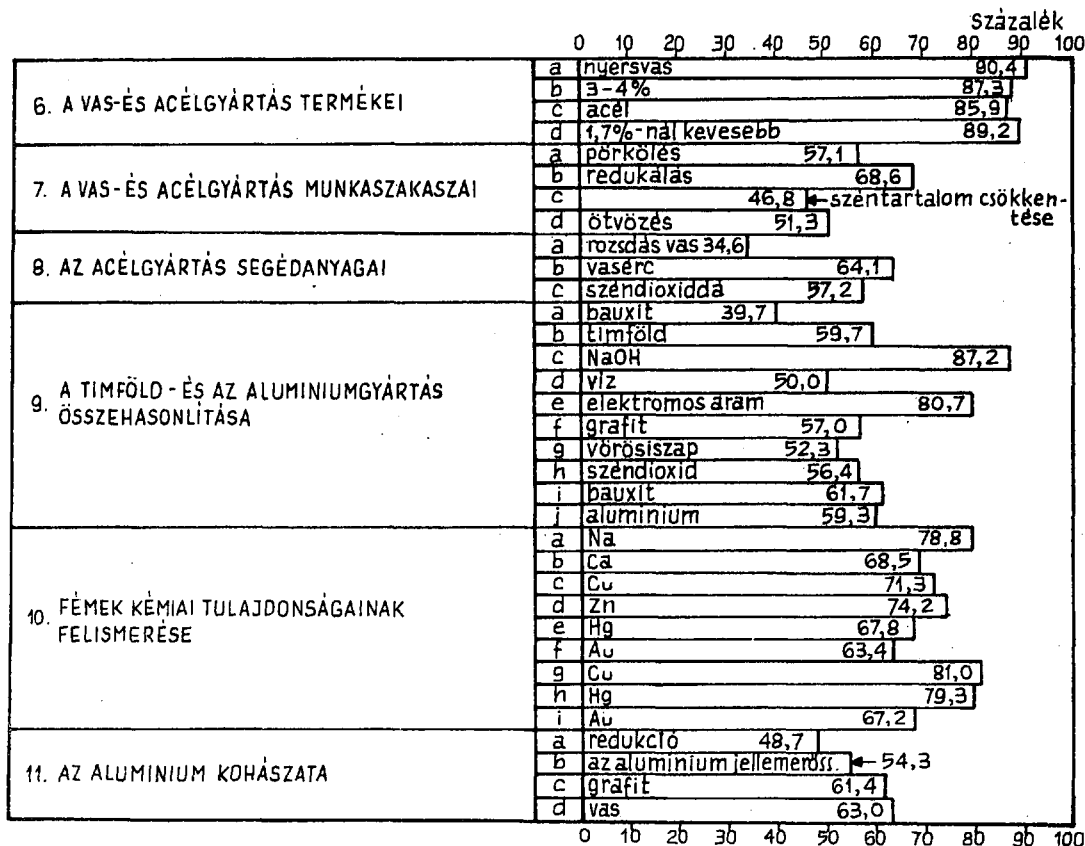 Százalék
0 10 20 30 40 50 60 70 80 90 100
6. A VAS-ÉS ACÉLGYÁRTÁS TERMÉKEI
a nyersvas 90,4
b 3-4% 87,3
c acél 85,9
d 1,7%-nál kevesebb 89,2
7. A VAS-ÉS ACÉLGYÁRTÁS MUNKASZAKASZAI
a pörkölés 57,1
b redukálás 68,6
c 46,8 széntartalom csökken-
tése
d ötvözés 51,3
8. AZ ACÉLGYÁRTÁS SEGÉDANYAGAI
a rozsdás vas 34,6
b vasérc 64,1
c széndioxiddá 57,2
9. A TIMFÖLD-ÉS AZ ALUMINIUMGYÁRTÁS
ÖSSZEHASONLÍTÁSA
a bauxit 39,7
b timföld 59,7
c NaOH 87,2
d víz 50,0
e elektromos áram 80,7
f grafit 57,0
g vörösiszap 52,3
h széndioxid 56,4
i bauxit 61,7
j aluminium 59,3
10. FÉMEK KÉMIAI TULAJDONSÁGAINAK
FELISMERÉSE
a Na 78,8
b Ca 68,5
c Cu 71,3
d Zn 74,2
e Hg 67,8
f Au 63,4
g Cu 81,0
h Hg 79,3
i Au 67,2
11. AZ ALUMINIUM KOHÁSZATA
a redukció 48,7
b az alumínium 54,3
c grafit 61,4
d vas 63,0
0 10 20 30 40 50 60 70 80 90 100